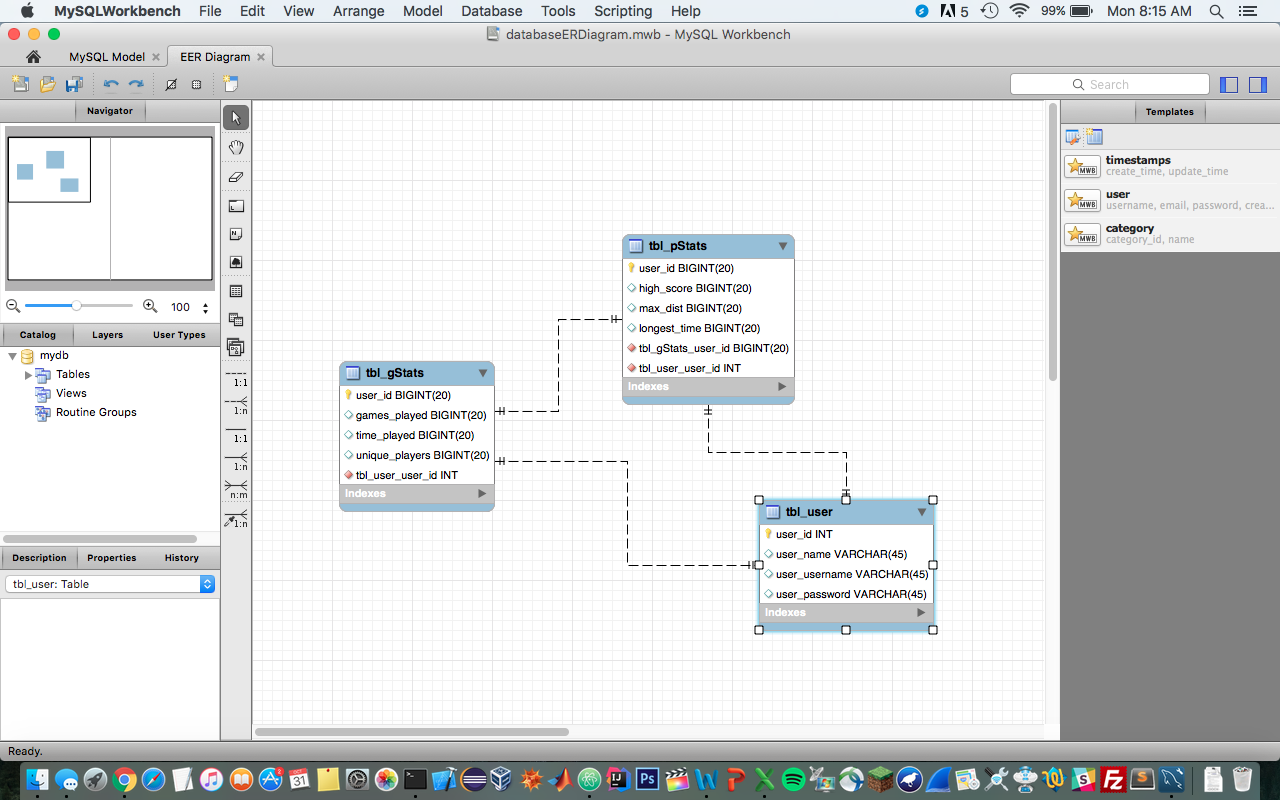 MySQLWorkbench File Edit View Arrange Model Database Tools Scripting Help 5 99% Mon 8:15 AM
databaseERDiagram.mwb - MySQL Workbench
MySQL Model EER Diagram
Search
Navigator
100
Catalog Layers User Types
mydb
Tables
Views
Routine Groups
Description Properties History
tbl_user: Table
1:1
1:n
1:1
1:n
n:m
1:n
tbl_pStats
user_id BIGINT(20)
high_score BIGINT(20)
max_dist BIGINT(20)
longest_time BIGINT(20)
tbl_gStats_user_id BIGINT(20)
tbl_user_user_id INT
Indexes
tbl_gStats
user_id BIGINT(20)
games_played BIGINT(20)
time_played BIGINT(20)
unique_players BIGINT(20)
tbl_user_user_id INT
Indexes
tbl_user
user_id INT
user_name VARCHAR(45)
user_username VARCHAR(45)
user_password VARCHAR(45)
Indexes
Templates
MWB
timestamps
create_time, update_time
MWB
user
username, email, password, crea...
MWB
category
category_id, name
Ready.
31
Ps